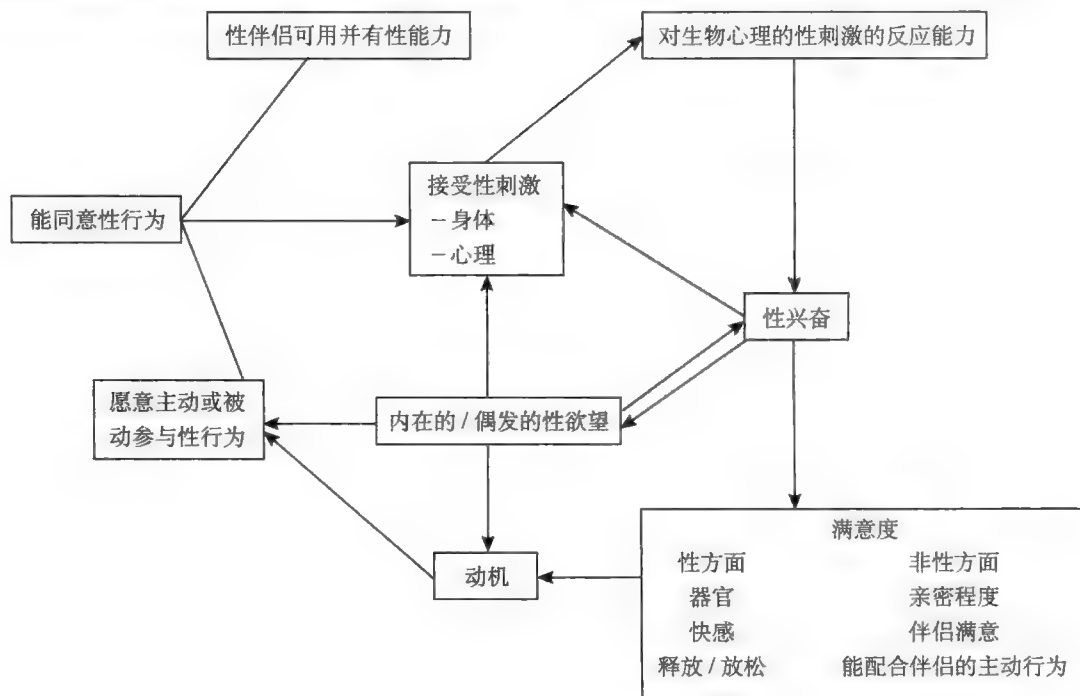 性伴侣可用并有性能力
对生物心理的性刺激的反应能力
接受性刺激
－身体
－心理
能同意性行为
性兴奋
愿意主动或被
动参与性行为
内在的 / 偶发的性欲望
动机
满意度
性方面 非性方面
器官 亲密程度
快感 伴侣满意
释放 / 放松 能配合伴侣的主动行为